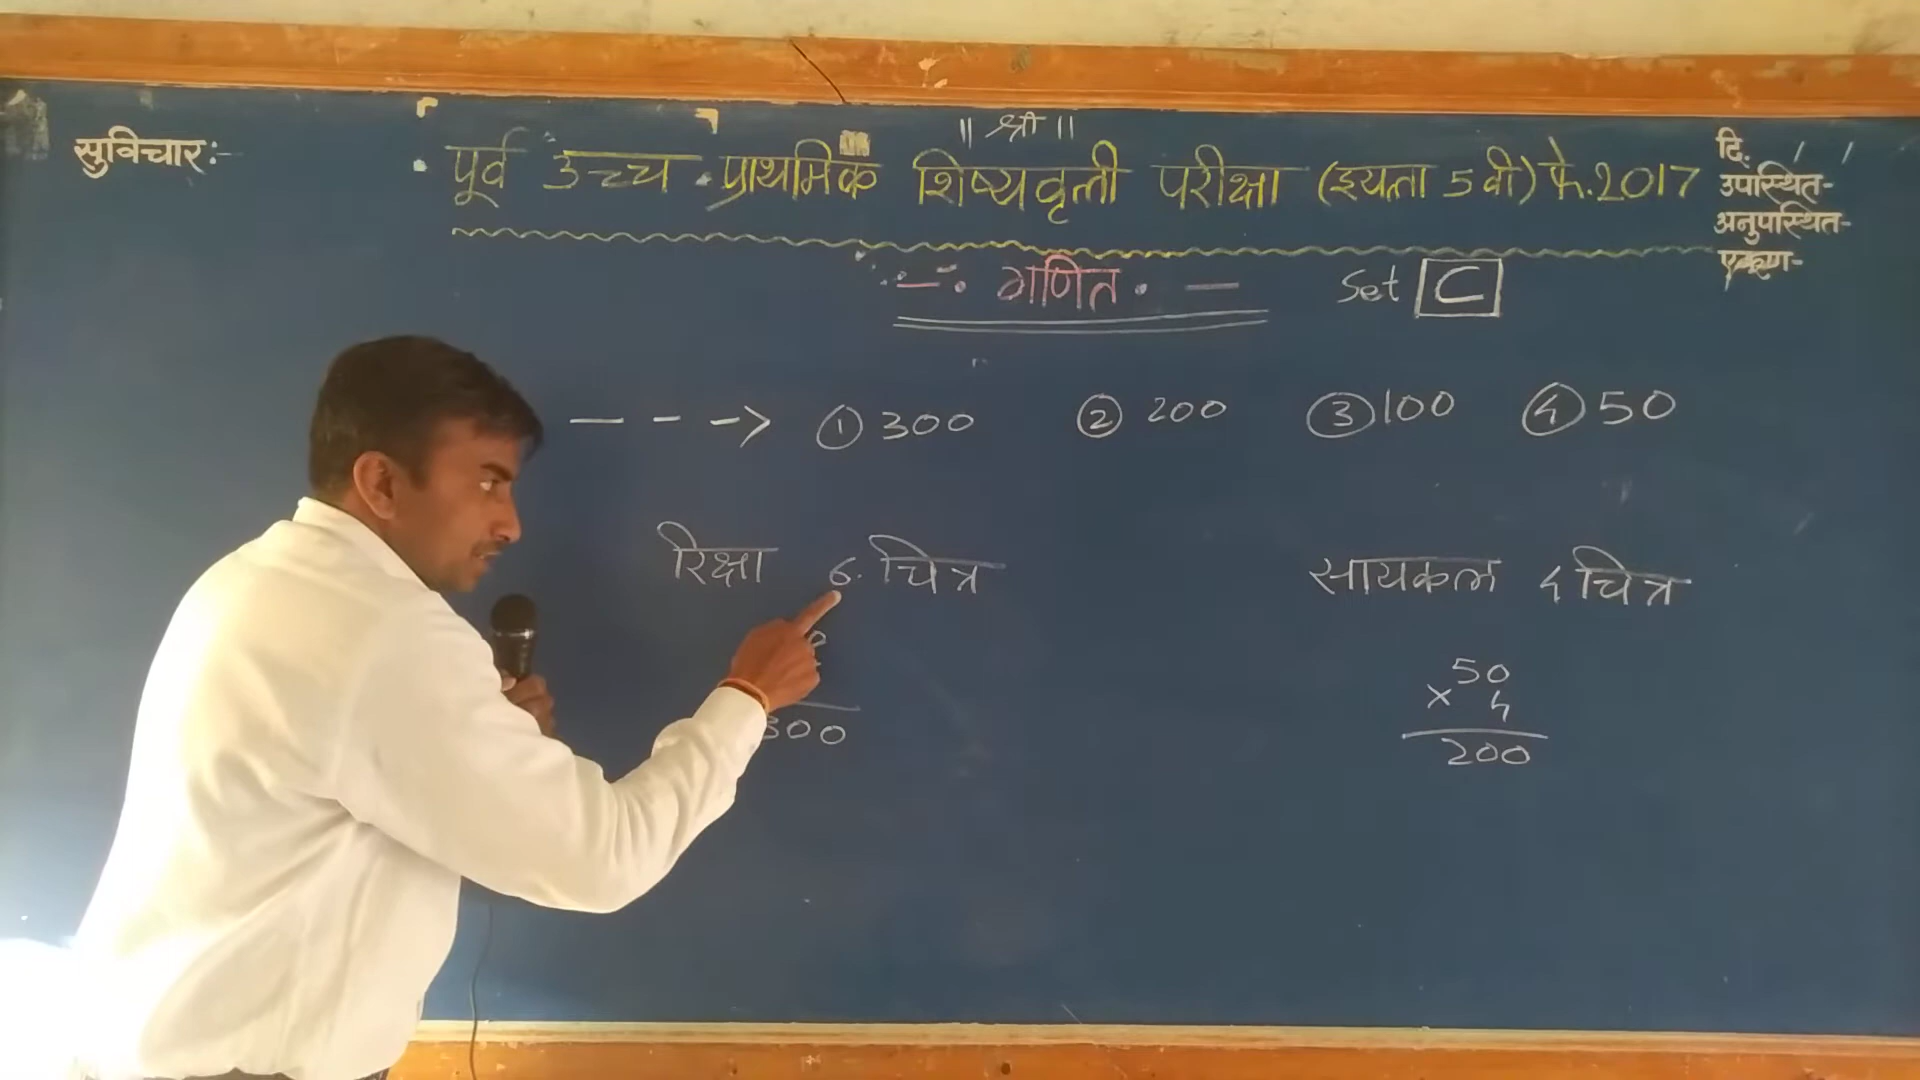 सुविचार:-
॥ श्री ॥
पूर्व उच्च प्राथमिक शिष्यवृत्ती परीक्षा (इयत्ता 5 वी) फे. 2017
दि. / /
उपस्थित-
अनुपस्थित-
एकूण-
-: गणित. - Set C
- - -> ① 300 ② 200 ③ 100 ④ 50
रिक्षा 6. चित्र
300
सायकल 4 चित्र
50
× 4
200